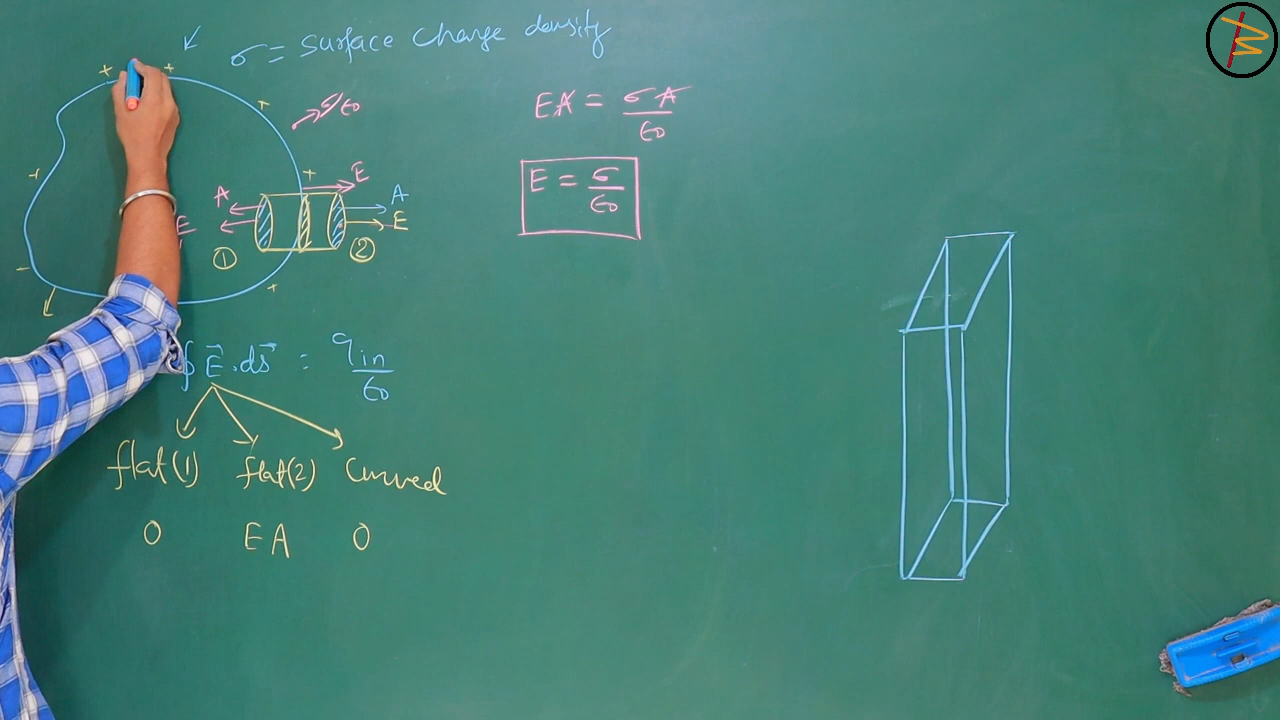 σ = surface charge density
+ + + + + + +
σ/ε0
E
A A
E E
① ②
EA = σA/ε0
E = σ/ε0
∮ E⃗ . ds⃗ = qin/ε0
flat(1) flat(2) curved
0 EA 0